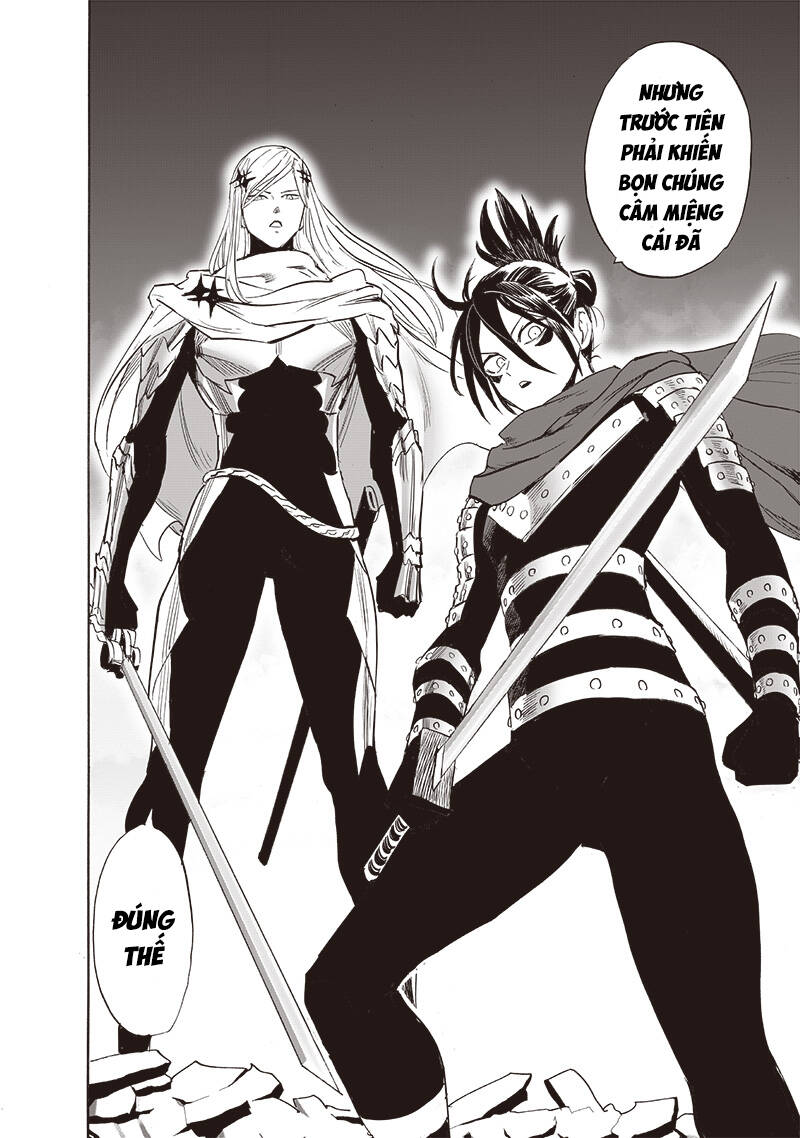 NHƯNG
TRƯỚC TIÊN
PHẢI KHIẾN
BỌN CHÚNG
CÂM MIỆNG
CÁI ĐÃ
ĐÚNG
THẾ